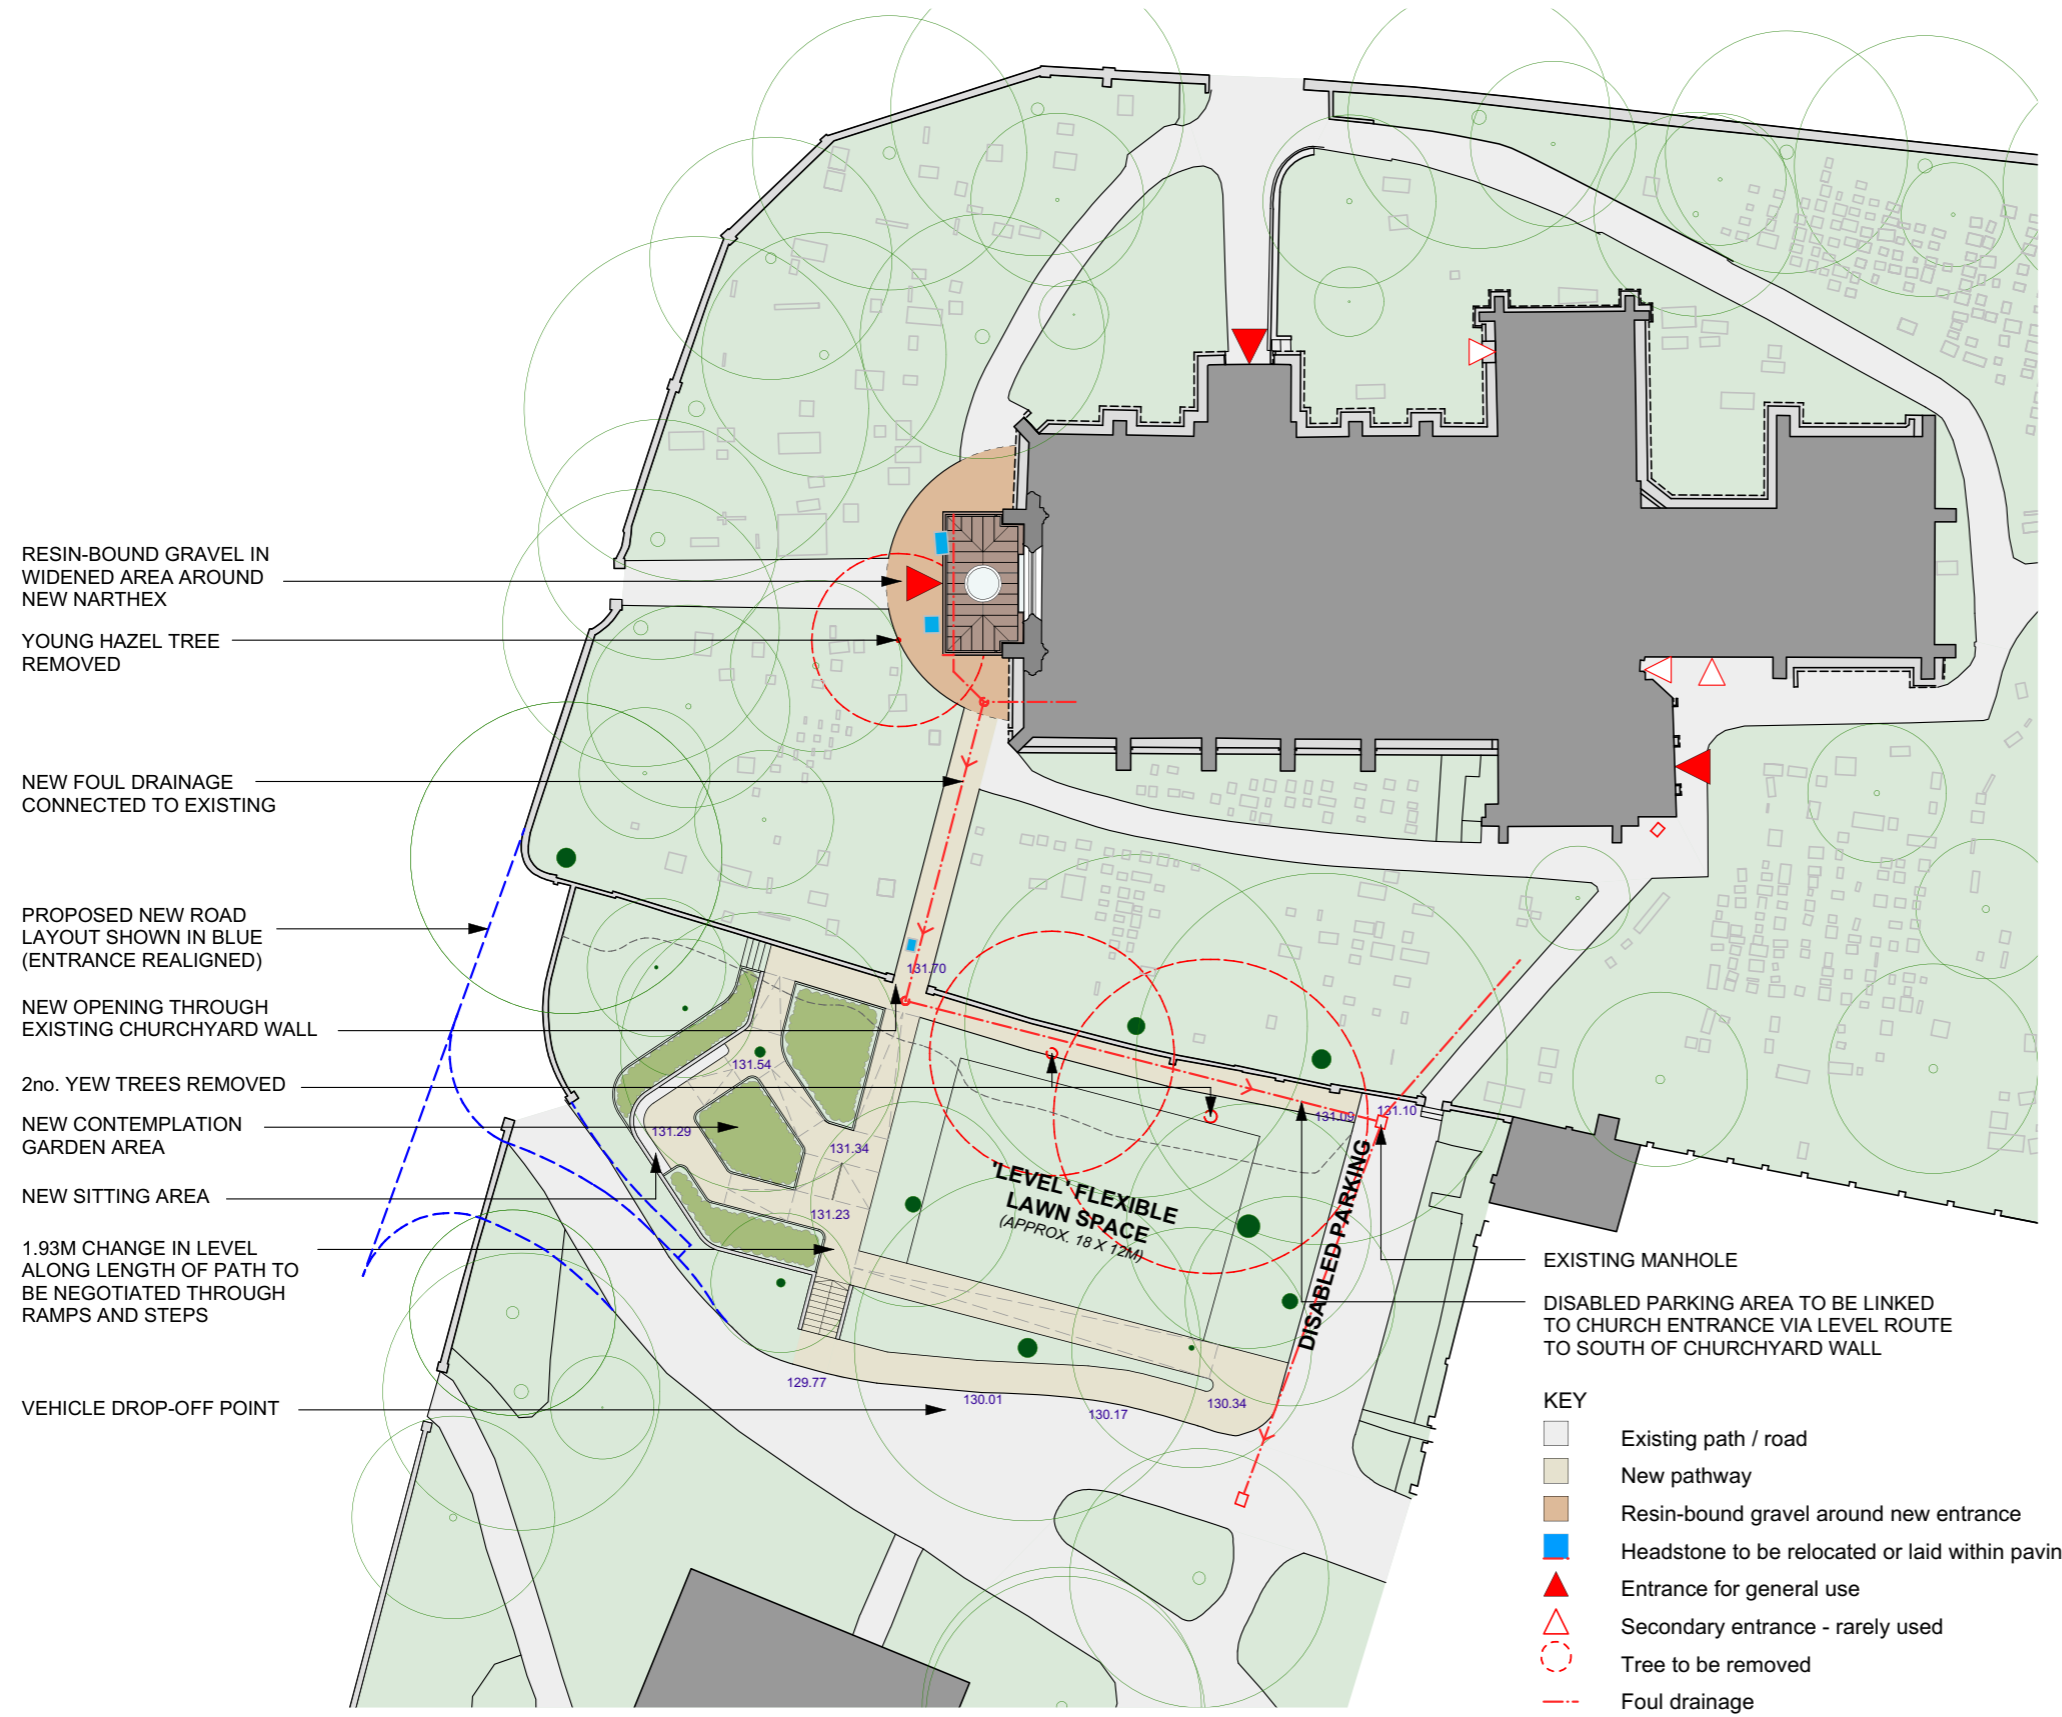 RESIN-BOUND GRAVEL IN
WIDENED AREA AROUND
NEW NARTHEX
YOUNG HAZEL TREE
REMOVED
NEW FOUL DRAINAGE
CONNECTED TO EXISTING
PROPOSED NEW ROAD
LAYOUT SHOWN IN BLUE
(ENTRANCE REALIGNED)
NEW OPENING THROUGH
EXISTING CHURCHYARD WALL
2no. YEW TREES REMOVED
NEW CONTEMPLATION
GARDEN AREA
NEW SITTING AREA
1.93M CHANGE IN LEVEL
ALONG LENGTH OF PATH TO
BE NEGOTIATED THROUGH
RAMPS AND STEPS
VEHICLE DROP-OFF POINT
131.70
131.54
131.29
131.34
131.23
131.09
131.10
'LEVEL' FLEXIBLE
LAWN SPACE
(APPROX. 18 X 12M)
DISABLED PARKING
129.77
130.01
130.17
130.34
EXISTING MANHOLE
DISABLED PARKING AREA TO BE LINKED
TO CHURCH ENTRANCE VIA LEVEL ROUTE
TO SOUTH OF CHURCHYARD WALL
KEY
Existing path / road
New pathway
Resin-bound gravel around new entrance
Headstone to be relocated or laid within pavin
Entrance for general use
Secondary entrance - rarely used
Tree to be removed
Foul drainage